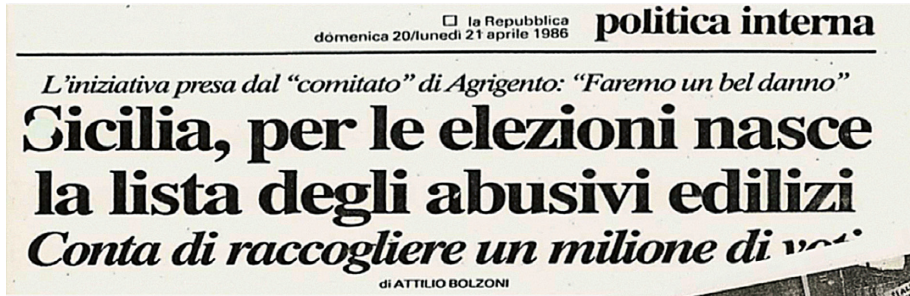 □ la Repubblica
domenica 20/lunedì 21 aprile 1986
politica interna
L'iniziativa presa dal “comitato” di Agrigento: “Faremo un bel danno”
Sicilia, per le elezioni nasce
la lista degli abusivi edilizi
Conta di raccogliere un milione di voti
di ATTILIO BOLZONI